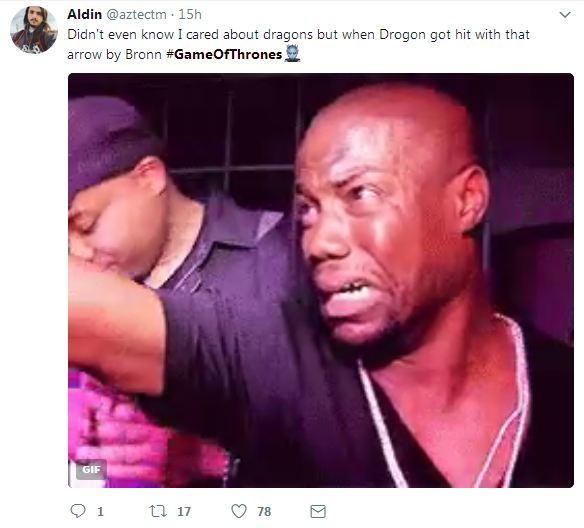 Aldin @aztectm · 15h
Didn't even know I cared about dragons but when Drogon got hit with that
arrow by Bronn #GameOfThrones
GIF
1 17 78